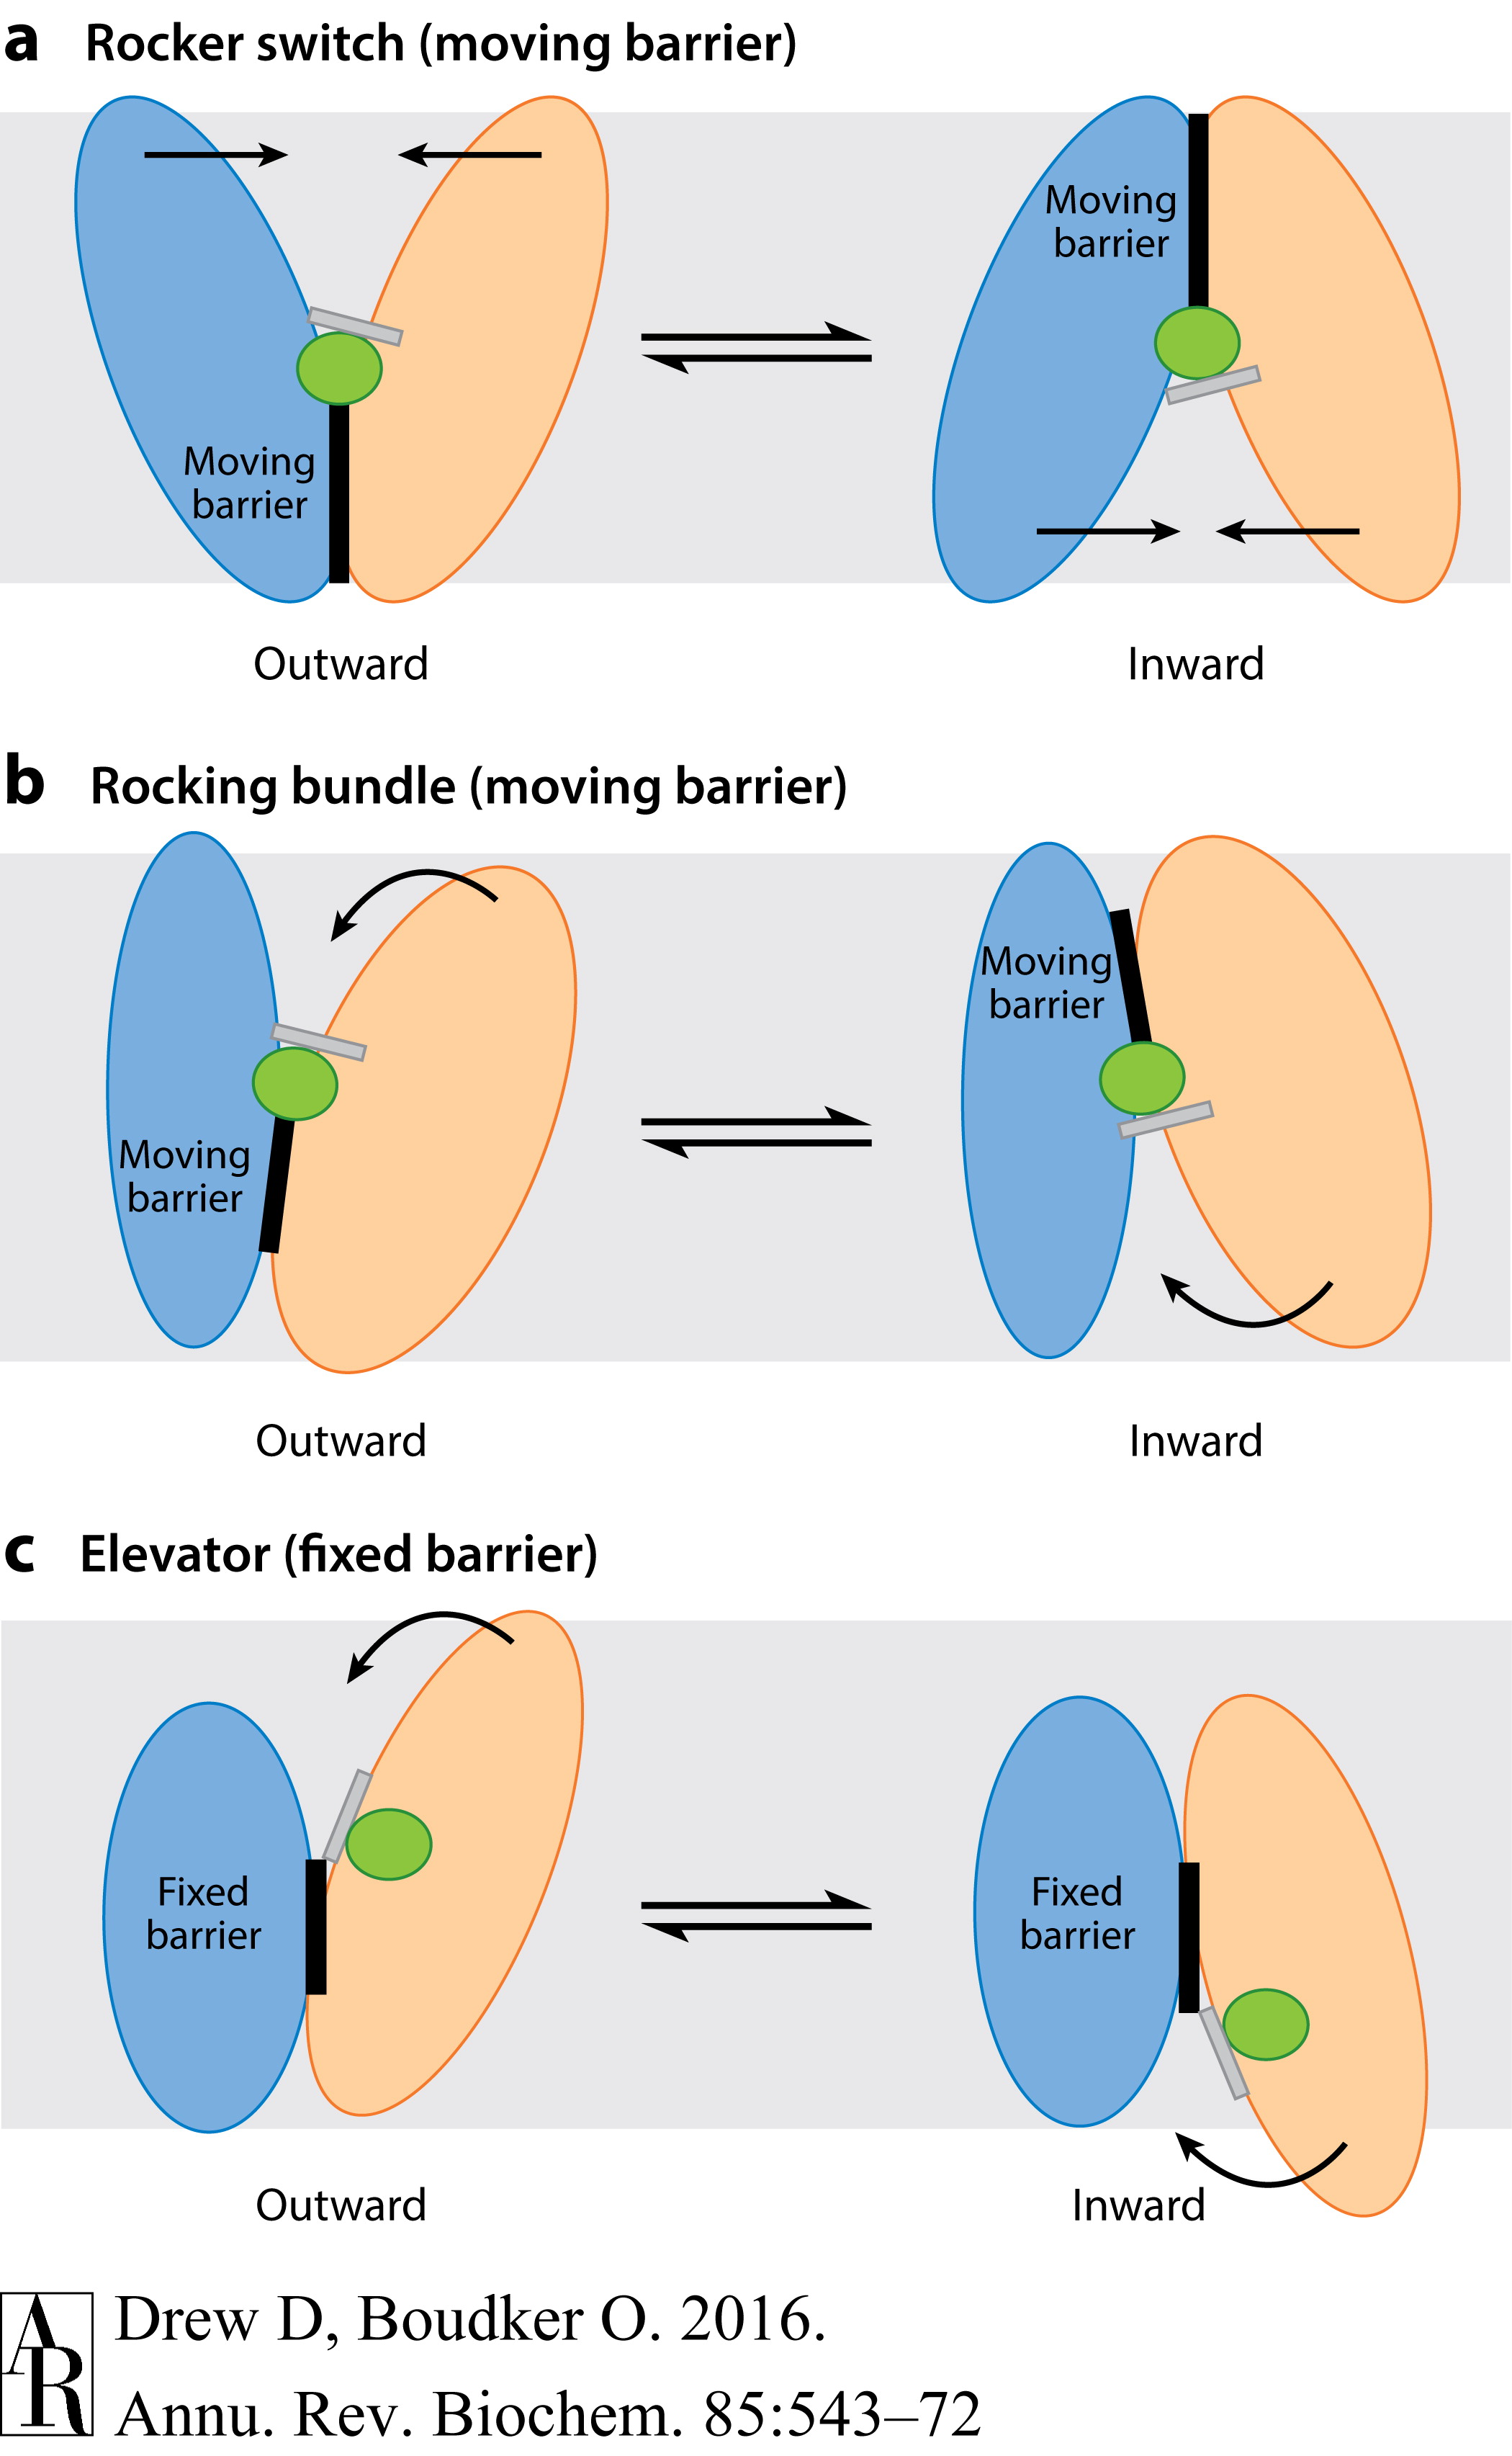 a Rocker switch (moving barrier)
Moving
barrier
Moving
barrier
Outward
Inward
b Rocking bundle (moving barrier)
Moving
barrier
Moving
barrier
Outward
Inward
c Elevator (fixed barrier)
Fixed
barrier
Fixed
barrier
Outward
Inward
AR
Drew D, Boudker O. 2016.
Annu. Rev. Biochem. 85:543–72